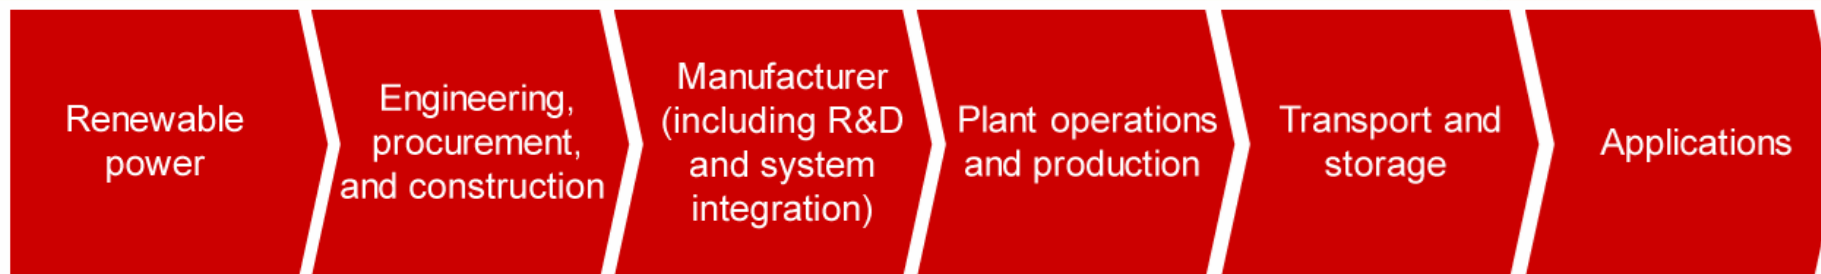 Renewable
power
Engineering,
procurement,
and construction
Manufacturer
(including R&D
and system
integration)
Plant operations
and production
Transport and
storage
Applications